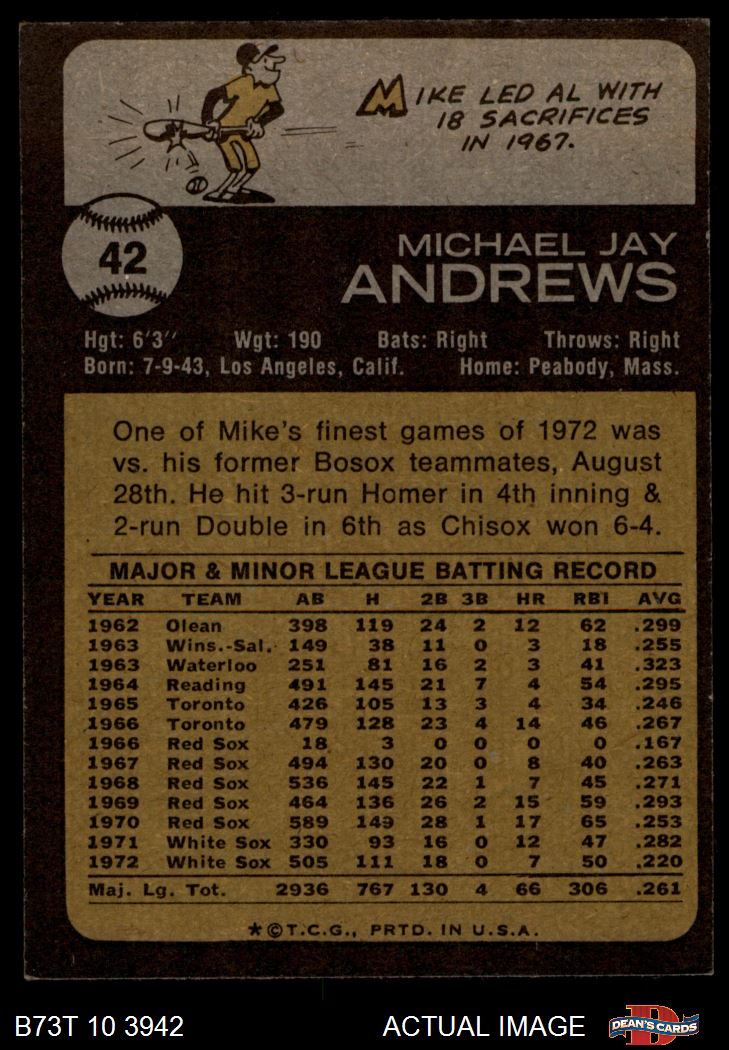 MIKE LED AL WITH
18 SACRIFICES
IN 1967.
42
MICHAEL JAY
ANDREWS
Hgt: 6'3" Wgt: 190 Bats: Right Throws: Right
Born: 7-9-43, Los Angeles, Calif. Home: Peabody, Mass.
One of Mike's finest games of 1972 was
vs. his former Bosox teammates, August
28th. He hit 3-run Homer in 4th inning &
2-run Double in 6th as Chisox won 6-4.
MAJOR & MINOR LEAGUE BATTING RECORD
YEAR TEAM AB H 2B 3B HR RBI AVG
1962 Olean 398 119 24 2 12 62 .299
1963 Wins.-Sal. 149 38 11 0 3 18 .255
1963 Waterloo 251 81 16 2 3 41 .323
1964 Reading 491 145 21 7 4 54 .295
1965 Toronto 426 105 13 3 4 34 .246
1966 Toronto 479 128 23 4 14 46 .267
1966 Red Sox 18 3 0 0 0 0 .167
1967 Red Sox 494 130 20 0 8 40 .263
1968 Red Sox 536 145 22 1 7 45 .271
1969 Red Sox 464 136 26 2 15 59 .293
1970 Red Sox 589 149 28 1 17 65 .253
1971 White Sox 330 93 16 0 12 47 .282
1972 White Sox 505 111 18 0 7 50 .220
Maj. Lg. Tot. 2936 767 130 4 66 306 .261
★©T.C.G., PRTD. IN U.S.A.
B73T 10 3942 ACTUAL IMAGE DEAN'S CARDS